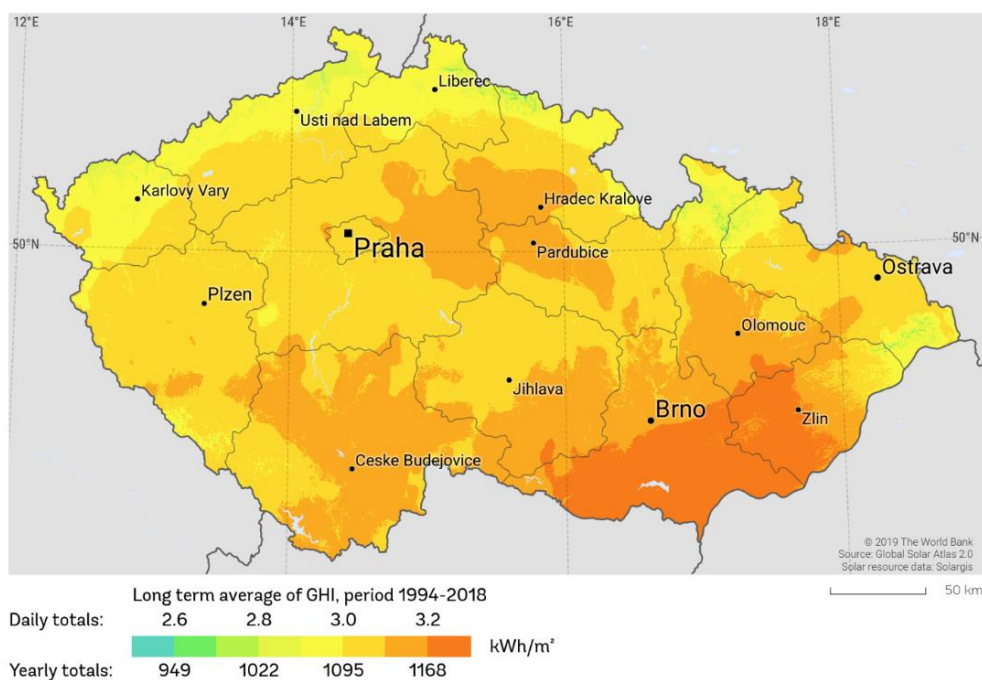 12°E 14°E 16°E 18°E
Liberec
Usti nad Labem
Karlovy Vary
Hradec Kralove
50°N 50°N
Praha
Pardubice
Ostrava
Plzen
Olomouc
Jihlava
Brno
Zlin
Ceske Budejovice
© 2019 The World Bank
Source: Global Solar Atlas 2.0
Solar resource data: Solargis
50 km
Long term average of GHI, period 1994-2018
Daily totals: 2.6 2.8 3.0 3.2
kWh/m²
Yearly totals: 949 1022 1095 1168